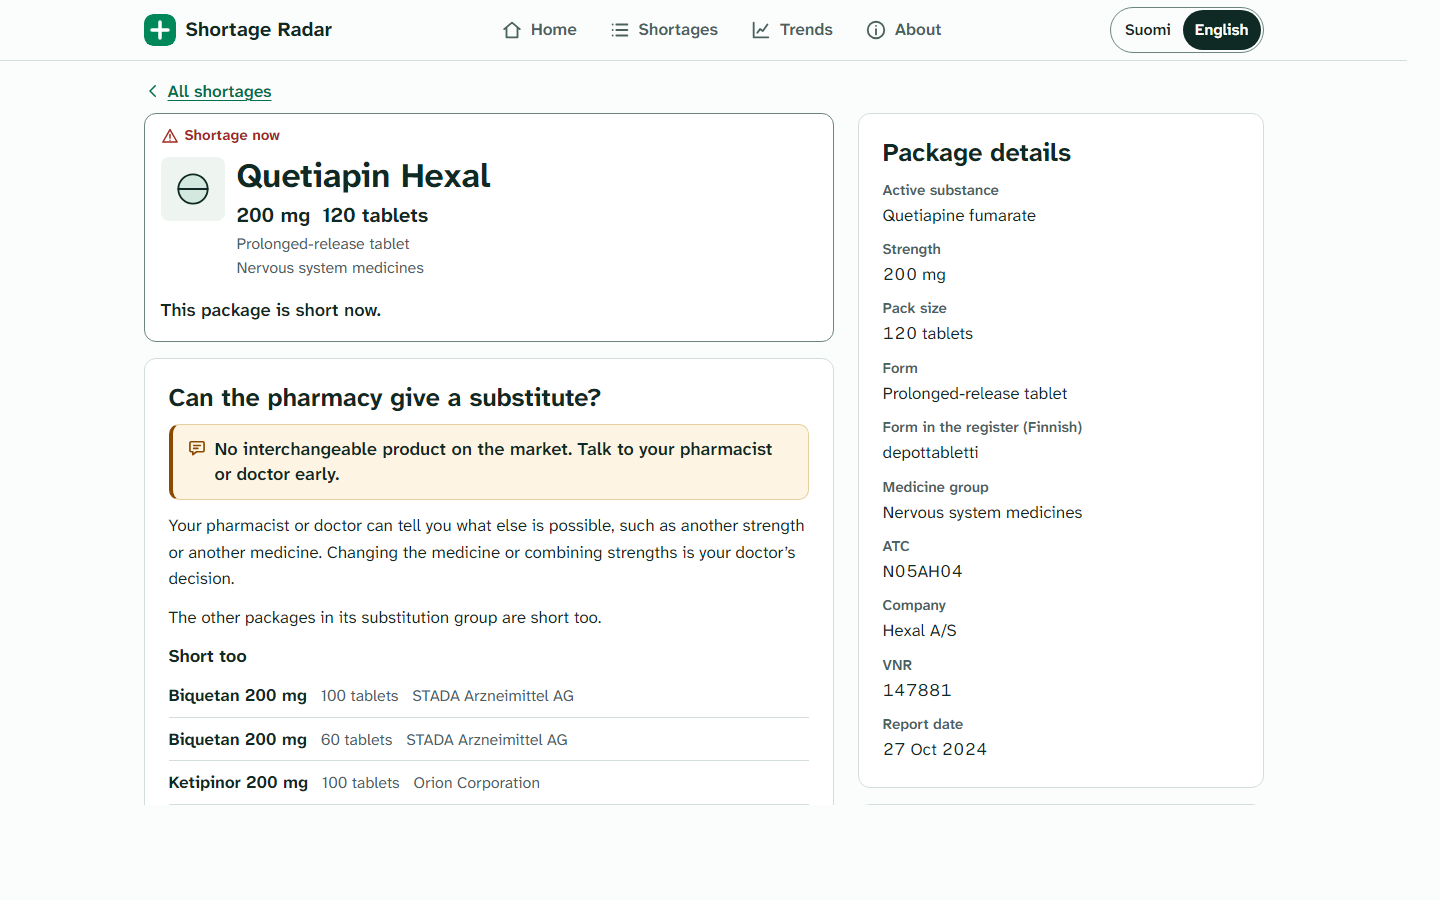 Shortage Radar
Home
Shortages
Trends
About
Suomi
English
All shortages
Shortage now
Quetiapin Hexal
200 mg 120 tablets
Prolonged-release tablet
Nervous system medicines
This package is short now.
Can the pharmacy give a substitute?
No interchangeable product on the market. Talk to your pharmacist
or doctor early.
Your pharmacist or doctor can tell you what else is possible, such as another strength
or another medicine. Changing the medicine or combining strengths is your doctor’s
decision.
The other packages in its substitution group are short too.
Short too
Biquetan 200 mg 100 tablets STADA Arzneimittel AG
Biquetan 200 mg 60 tablets STADA Arzneimittel AG
Ketipinor 200 mg 100 tablets Orion Corporation
Package details
Active substance
Quetiapine fumarate
Strength
200 mg
Pack size
120 tablets
Form
Prolonged-release tablet
Form in the register (Finnish)
depottabletti
Medicine group
Nervous system medicines
ATC
N05AH04
Company
Hexal A/S
VNR
147881
Report date
27 Oct 2024